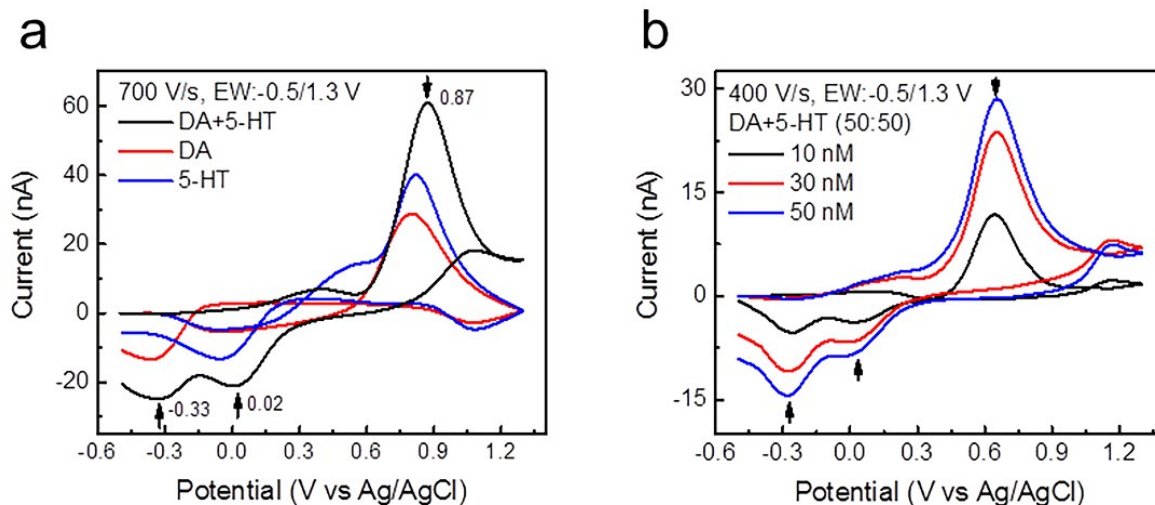 a
700 V/s, EW:-0.5/1.3 V
DA+5-HT
DA
5-HT
0.87
-0.33
0.02
60
40
20
0
-20
-0.6
-0.3
0.0
0.3
0.6
0.9
1.2
Current (nA)
Potential (V vs Ag/AgCl)
b
400 V/s, EW:-0.5/1.3 V
DA+5-HT (50:50)
10 nM
30 nM
50 nM
30
15
0
-15
-0.6
-0.3
0.0
0.3
0.6
0.9
1.2
Current (nA)
Potential (V vs Ag/AgCl)